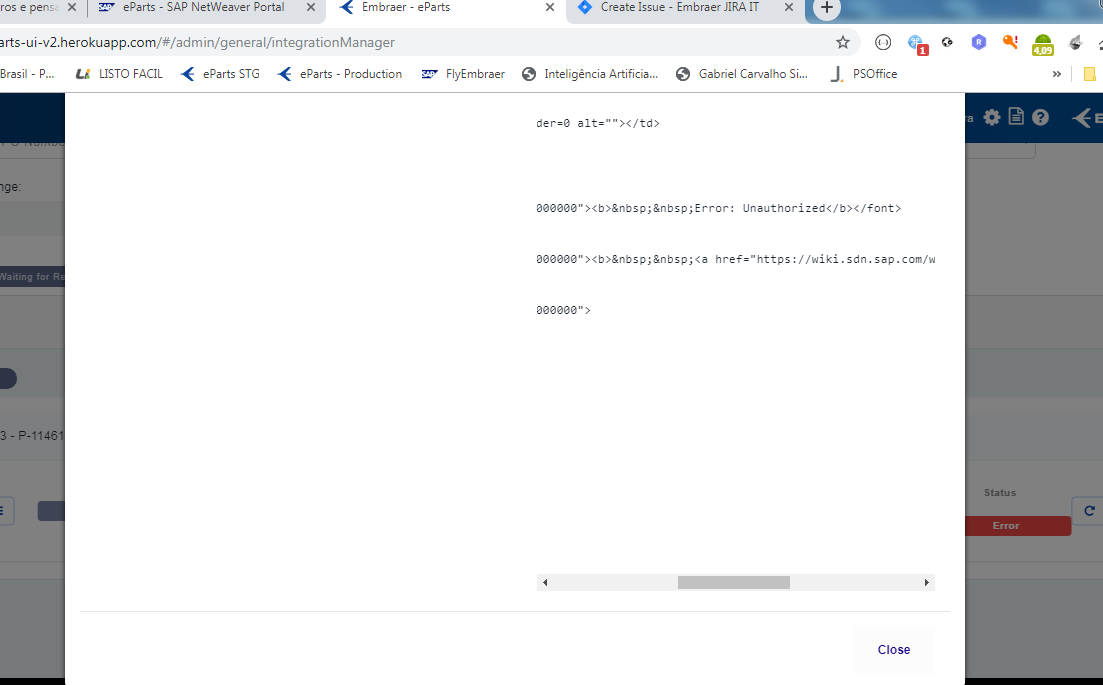 ros e pensa
eParts - SAP NetWeaver Portal
Embraer - eParts
Create Issue - Embraer JIRA IT
arts-ui-v2.herokuapp.com/#/admin/general/integrationManager
1
R
4,09
Brasil - P...
LISTO FACIL
eParts STG
eParts - Production
SAP
FlyEmbraer
Inteligência Artificia...
Gabriel Carvalho Si...
PSOffice
»
ra
E
der=0 alt=""></td>
nge:
000000"><b>&nbsp;&nbsp;Error: Unauthorized</b></font>
000000"><b>&nbsp;&nbsp;<a href="https://wiki.sdn.sap.com/w
Waiting for Re
000000">
3 - P-11461
Status
Error
Close